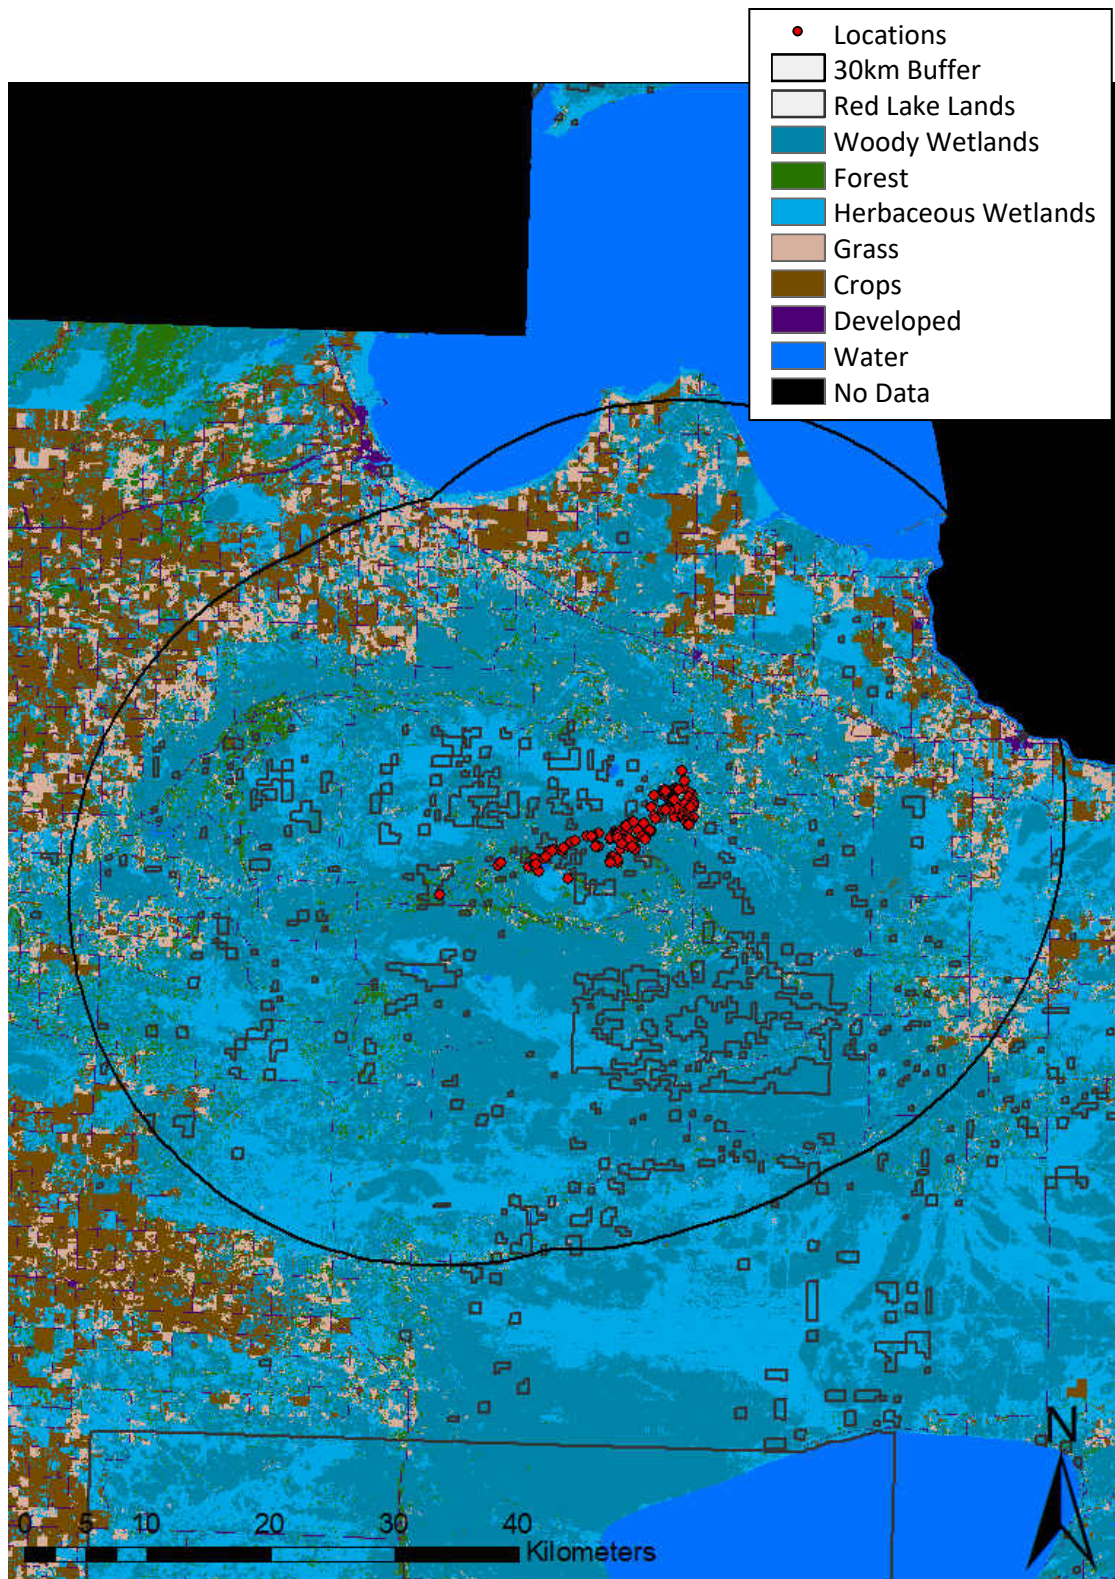 Locations
30km Buffer
Red Lake Lands
Woody Wetlands
Forest
Herbaceous Wetlands
Grass
Crops
Developed
Water
No Data
N
0 5 10 20 30 40
Kilometers